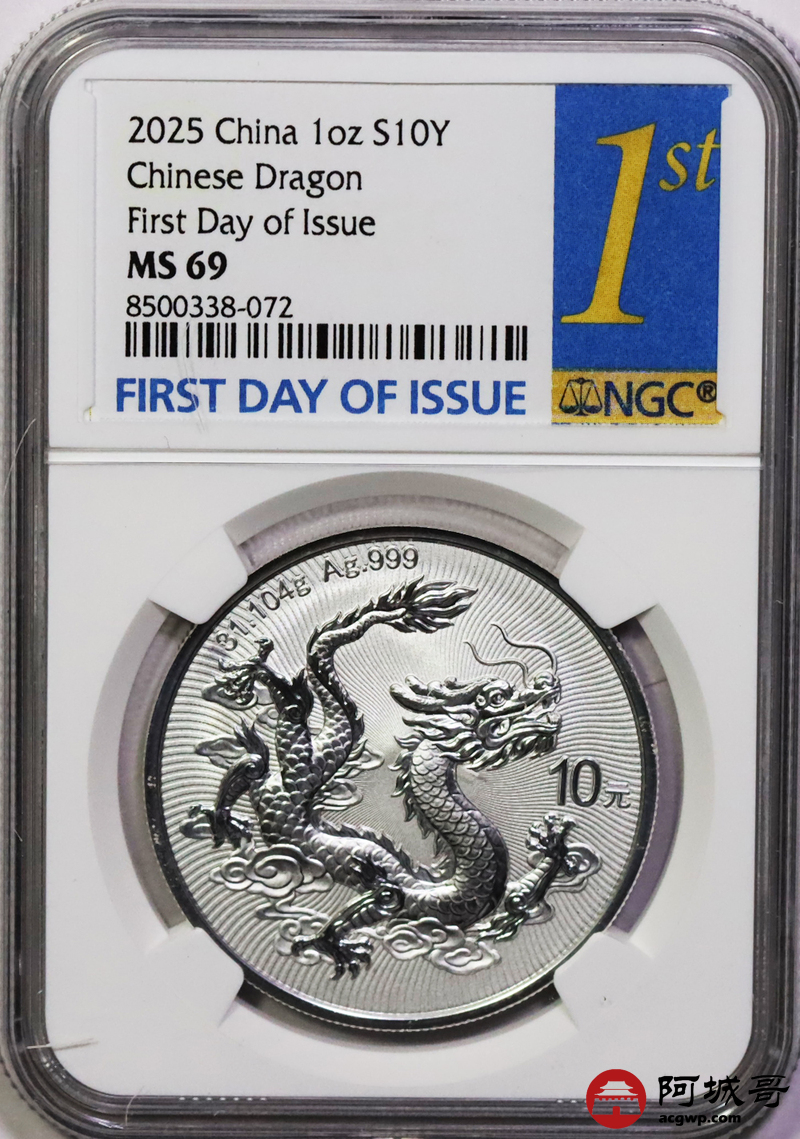 2025 China 1oz S10Y
Chinese Dragon
First Day of Issue
MS 69
8500338-072
FIRST DAY OF ISSUE
1st
NGC®
31.104g Ag.999
10元
阿城哥
acgwp.com